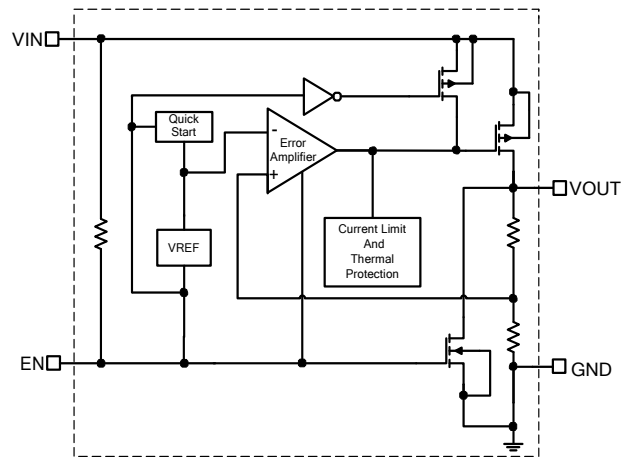 VIN
Quick
Start
-
Error
Amplifier
+
VOUT
VREF
Current Limit
And
Thermal
Protection
EN
GND